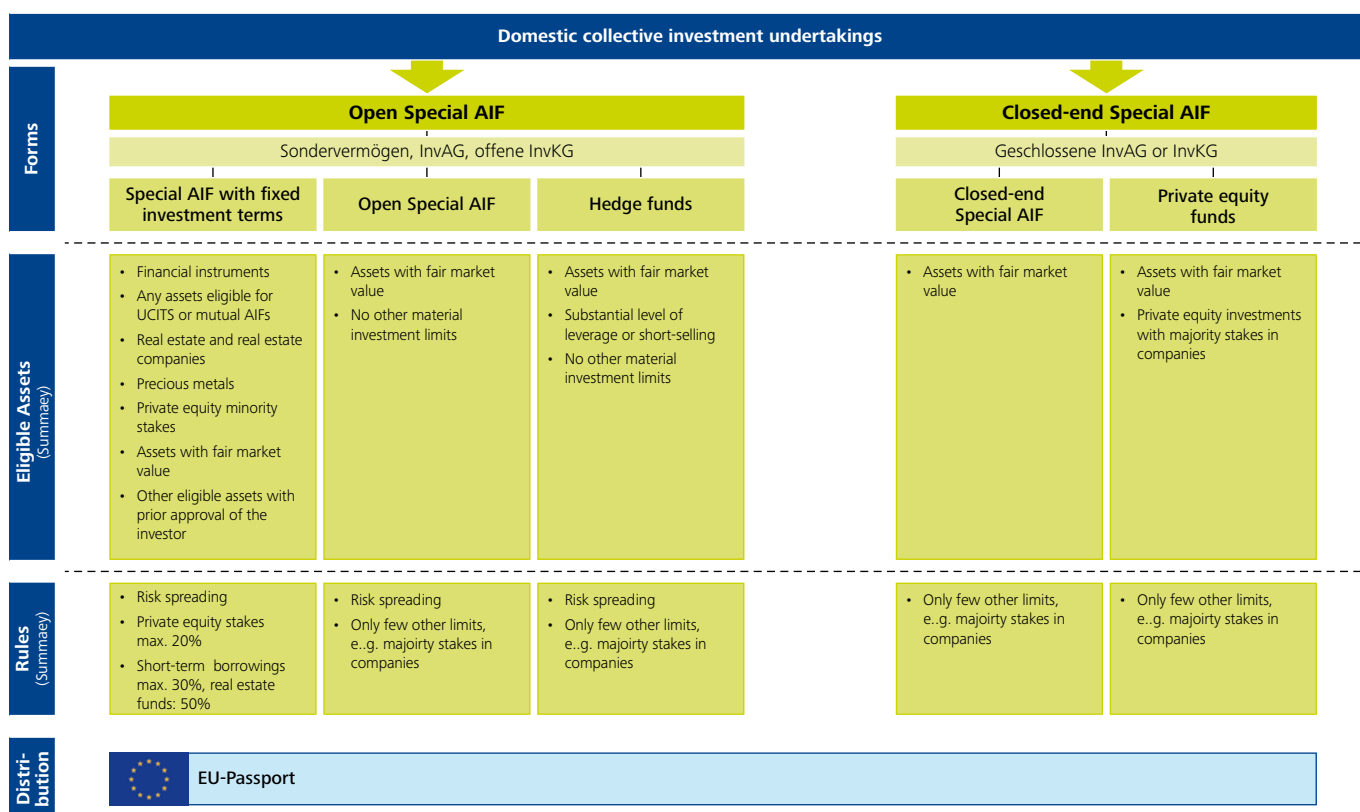 Domestic collective investment undertakings
Forms
Open Special AIF
Sondervermögen, InvAG, offene InvKG
Special AIF with fixed
investment terms
Open Special AIF
Hedge funds
Closed-end Special AIF
Geschlossene InvAG or InvKG
Closed-end
Special AIF
Private equity
funds
Eligible Assets
(Summaey)
• Financial instruments
• Any assets eligible for
UCITS or mutual AIFs
• Real estate and real estate
companies
• Precious metals
• Private equity minority
stakes
• Assets with fair market
value
• Other eligible assets with
prior approval of the
investor
• Assets with fair market
value
• No other material
investment limits
• Assets with fair market
value
• Substantial level of
leverage or short-selling
• No other material
investment limits
• Assets with fair market
value
• Assets with fair market
value
• Private equity investments
with majority stakes in
companies
Rules
(Summaey)
• Risk spreading
• Private equity stakes
max. 20%
• Short-term borrowings
max. 30%, real estate
funds: 50%
• Risk spreading
• Only few other limits,
e..g. majoirty stakes in
companies
• Risk spreading
• Only few other limits,
e..g. majoirty stakes in
companies
• Only few other limits,
e..g. majoirty stakes in
companies
• Only few other limits,
e..g. majoirty stakes in
companies
Distri-
bution
EU-Passport